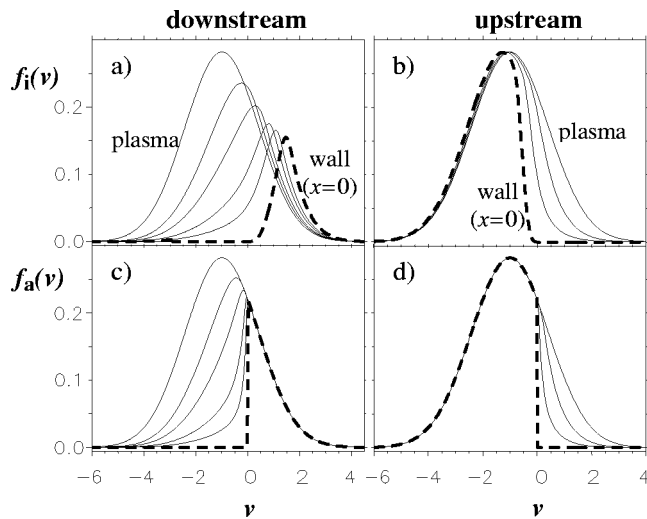 downstream upstream
a) b)
fi(v)
0.2
plasma plasma
wall
(x=0)
0.1
wall
(x=0)
0.0
c) d)
fa(v)
0.2
0.1
0.0
−6 −4 −2 0 2 4 −6 −4 −2 0 2 4
v v